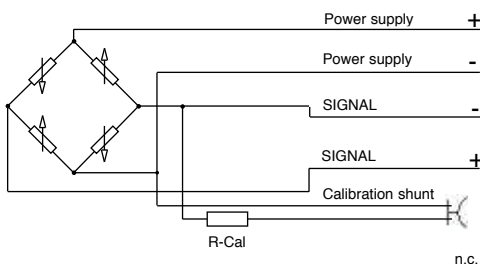 Power supply +
Power supply -
SIGNAL -
SIGNAL +
Calibration shunt
R-Cal
n.c.